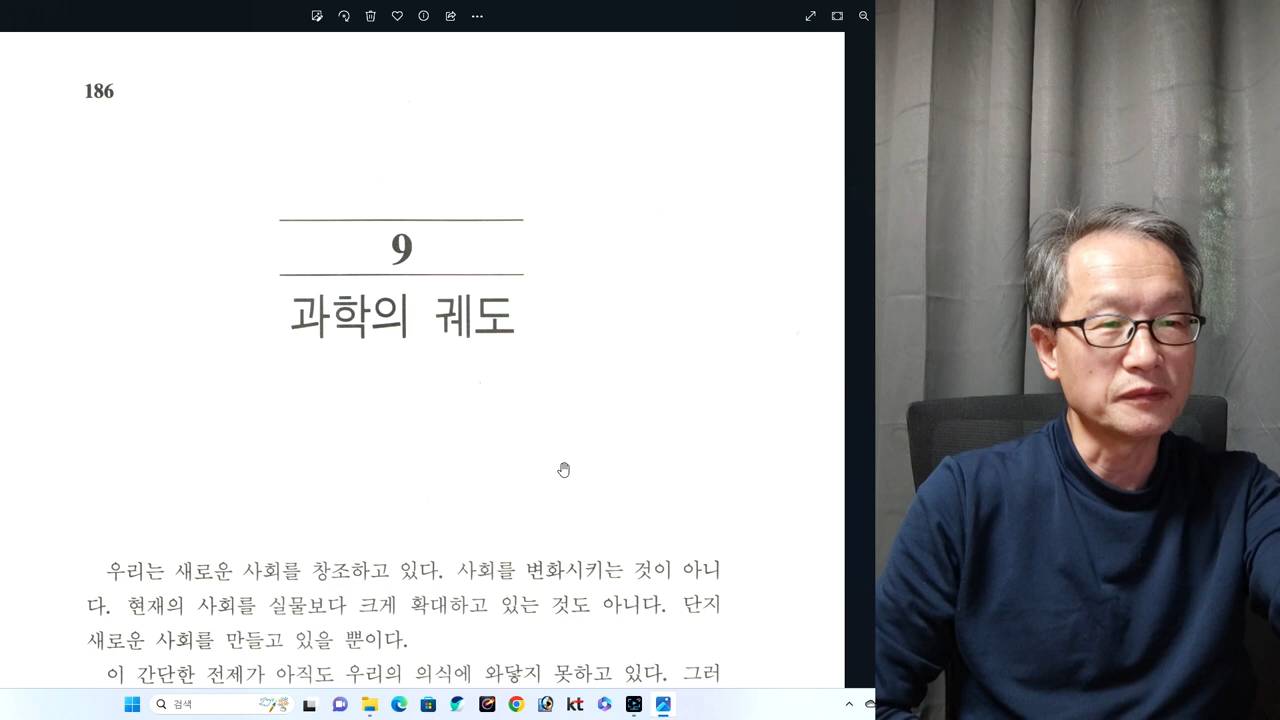 186
9
과학의 궤도
우리는 새로운 사회를 창조하고 있다. 사회를 변화시키는 것이 아니
다. 현재의 사회를 실물보다 크게 확대하고 있는 것도 아니다. 단지
새로운 사회를 만들고 있을 뿐이다.
이 간단한 전제가 아직도 우리의 의식에 와닿지 못하고 있다. 그러
검색
kt